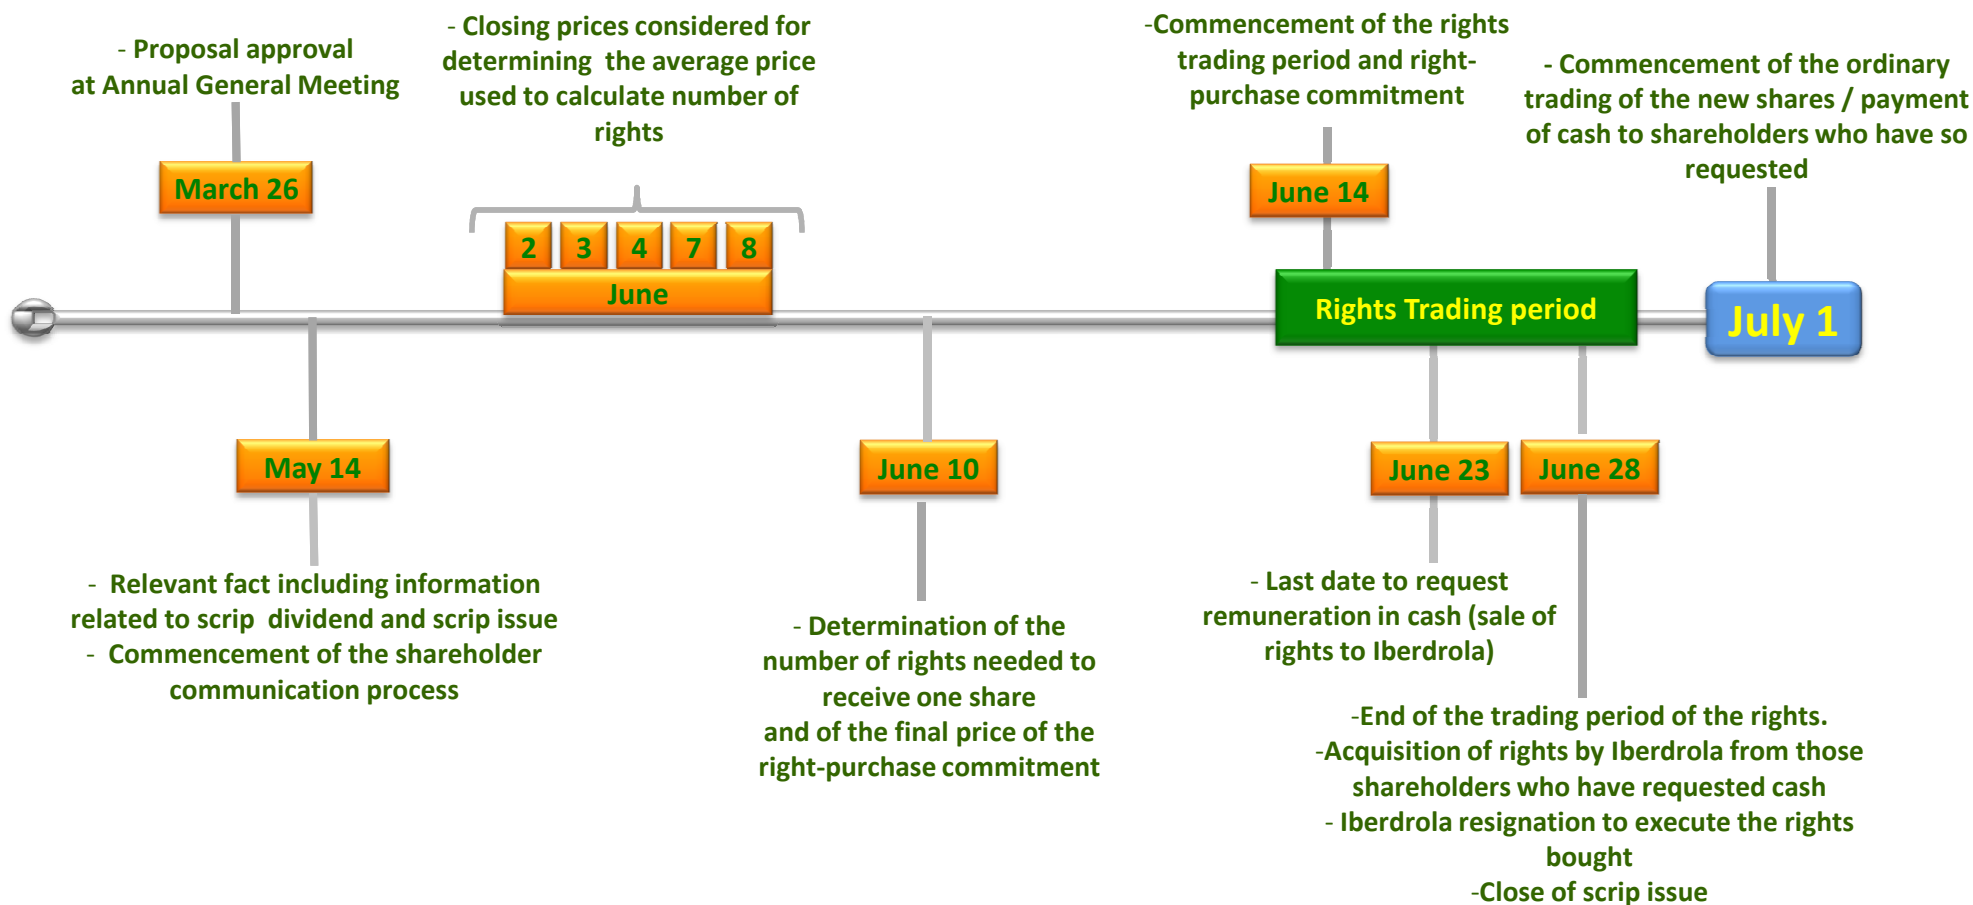 - Proposal approval
at Annual General Meeting
March 26
- Closing prices considered for
determining the average price
used to calculate number of
rights
2 3 4 7 8
June
-Commencement of the rights
trading period and right-
purchase commitment
June 14
- Commencement of the ordinary
trading of the new shares / payment
of cash to shareholders who have so
requested
Rights Trading period
July 1
May 14
- Relevant fact including information
related to scrip dividend and scrip issue
- Commencement of the shareholder
communication process
June 10
- Determination of the
number of rights needed to
receive one share
and of the final price of the
right-purchase commitment
June 23
- Last date to request
remuneration in cash (sale of
rights to Iberdrola)
June 28
-End of the trading period of the rights.
-Acquisition of rights by Iberdrola from those
shareholders who have requested cash
- Iberdrola resignation to execute the rights
bought
-Close of scrip issue